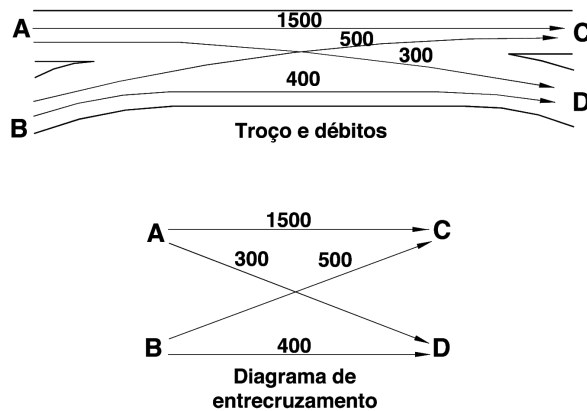 A 1500 C
500
300
400
B D
Troço e débitos
A 1500 C
300 500
B 400 D
Diagrama de
entrecruzamento